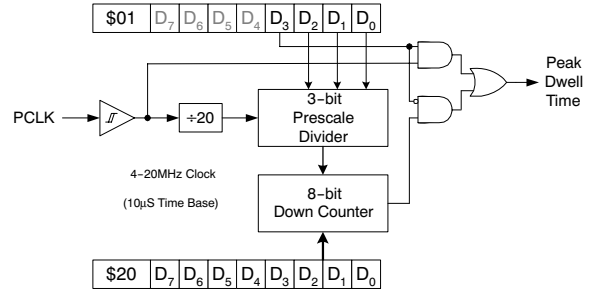 $01 D7 D6 D5 D4 D3 D2 D1 D0
Peak
Dwell
Time
PCLK
÷20
3-bit
Prescale
Divider
4-20MHz Clock
(10µS Time Base)
8-bit
Down Counter
$20 D7 D6 D5 D4 D3 D2 D1 D0